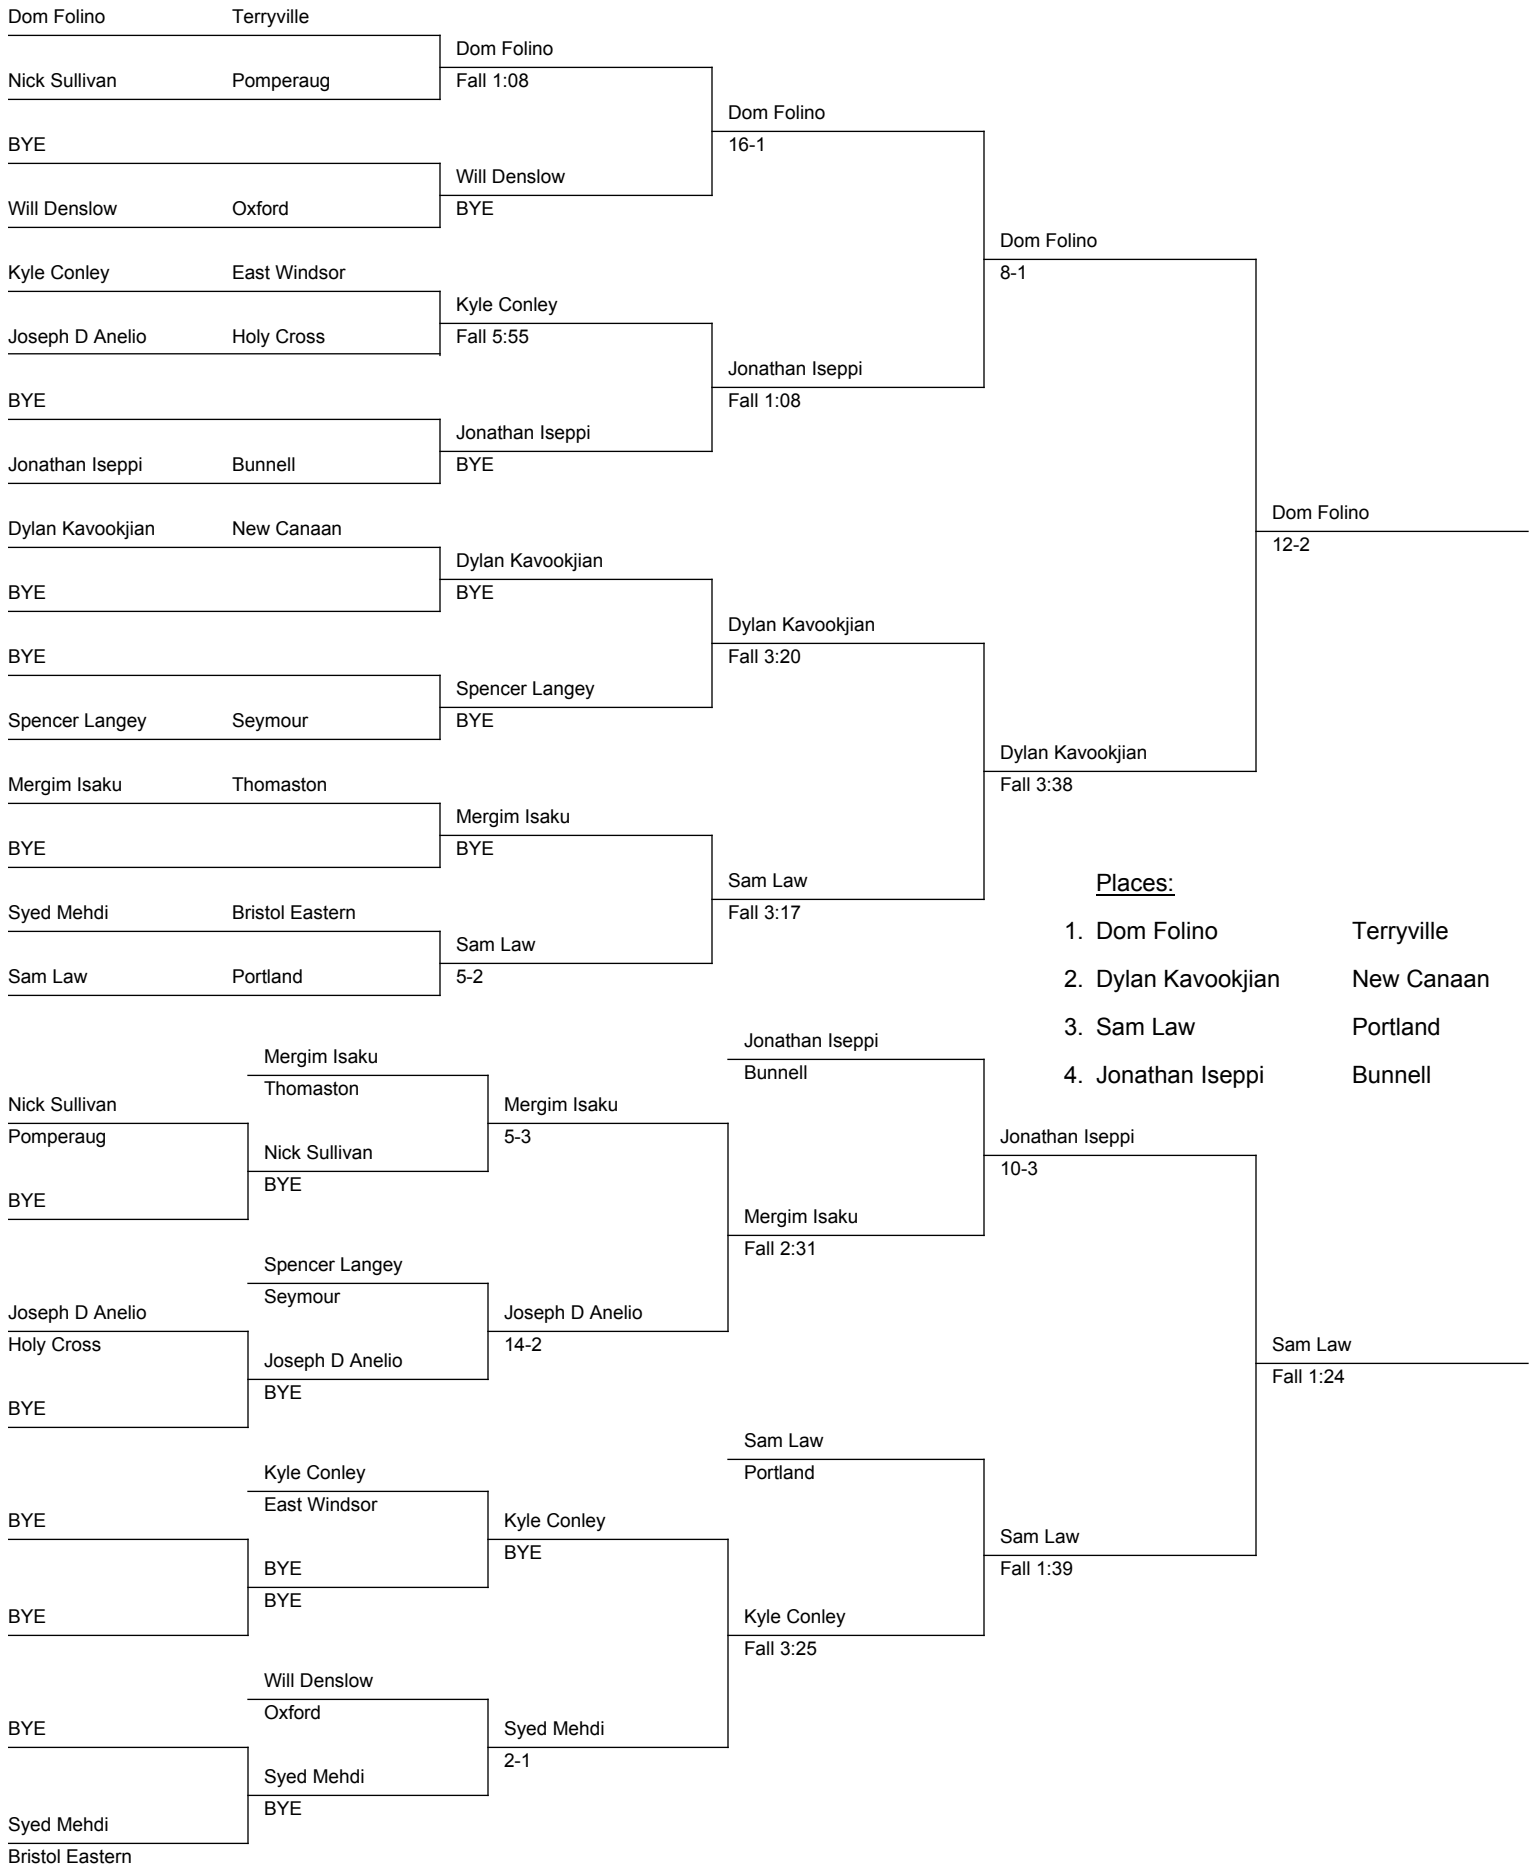 Dom Folino Terryville
Dom Folino
Nick Sullivan Pomperaug
Fall 1:08
Dom Folino
BYE
16-1
Will Denslow
Will Denslow Oxford
BYE
Dom Folino
Kyle Conley East Windsor
8-1
Kyle Conley
Joseph D Anelio Holy Cross
Fall 5:55
Jonathan Iseppi
BYE
Fall 1:08
Jonathan Iseppi
Jonathan Iseppi Bunnell
BYE
Dom Folino
Dylan Kavookjian New Canaan
12-2
Dylan Kavookjian
BYE
BYE
Dylan Kavookjian
BYE
Fall 3:20
Spencer Langey
Spencer Langey Seymour
BYE
Dylan Kavookjian
Mergim Isaku Thomaston
Fall 3:38
Mergim Isaku
BYE
BYE
Sam Law
Syed Mehdi Bristol Eastern
Fall 3:17
Sam Law
Sam Law Portland
5-2
Places:
1. Dom Folino Terryville
2. Dylan Kavookjian New Canaan
3. Sam Law Portland
4. Jonathan Iseppi Bunnell
Jonathan Iseppi
Mergim Isaku
Bunnell
Thomaston
Nick Sullivan
Mergim Isaku
Pomperaug
5-3
Jonathan Iseppi
Nick Sullivan
10-3
BYE
BYE
Mergim Isaku
Fall 2:31
Spencer Langey
Seymour
Joseph D Anelio
Joseph D Anelio
Holy Cross
14-2
Sam Law
Joseph D Anelio
Fall 1:24
BYE
BYE
Sam Law
Kyle Conley
Portland
East Windsor
BYE
Kyle Conley
Sam Law
BYE
BYE
Fall 1:39
BYE
BYE
Kyle Conley
Fall 3:25
Will Denslow
Oxford
BYE
Syed Mehdi
2-1
Syed Mehdi
BYE
Syed Mehdi
Bristol Eastern